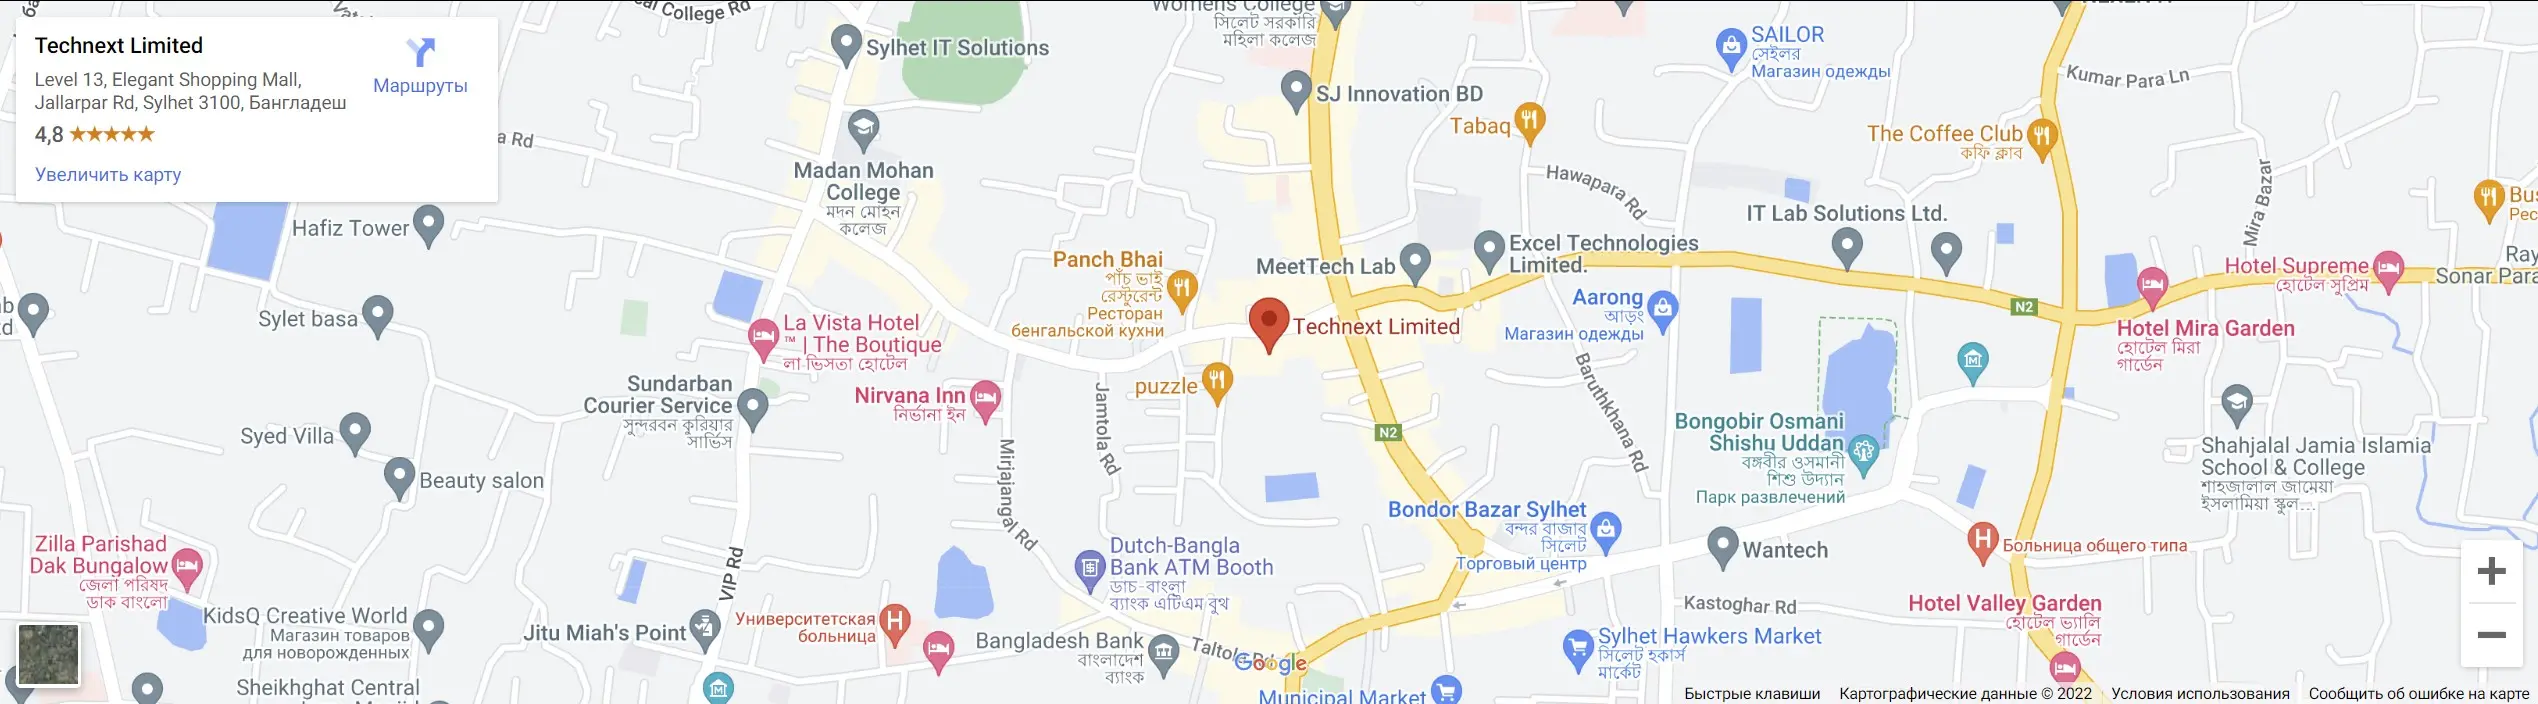 Technext Limited
Level 13, Elegant Shopping Mall,
Jallarpar Rd, Sylhet 3100, Бангладеш
4,8
Увеличить карту
Маршруты
al College Rd
Sylhet IT Solutions
Womens College
সিলেট সরকারি
মহিলা কলেজ
SJ Innovation BD
SAILOR
সেইলর
Магазин одежды
Kumar Para Ln
Tabaq
The Coffee Club
কফি ক্লাব
a Rd
Madan Mohan
College
মদন মোহন
কলেজ
Hawapara Rd
Mira Bazar
Hafiz Tower
IT Lab Solutions Ltd.
Bus
Рес
Panch Bhai
পাঁচ ভাই
রেস্টুরেন্ট
Ресторан
бенгальской кухни
MeetTech Lab
Excel Technologies
Limited.
Hotel Supreme
হোটেল সুপ্রিম
Ray
Sonar Para
Sylet basa
La Vista Hotel
™ | The Boutique
লা ভিসতা হোটেল
Technext Limited
Aarong
আড়ং
Магазин одежды
N2
Hotel Mira Garden
হোটেল মিরা
গার্ডেন
Sundarban
Courier Service
সুন্দরবন কুরিয়ার
সার্ভিস
Nirvana Inn
নির্ভানা ইন
puzzle
Jamtola Rd
Baruthkhana Rd
N2
Syed Villa
Beauty salon
Mirjajangal Rd
Bongobir Osmani
Shishu Uddan
বঙ্গবীর ওসমানী
শিশু উদ্যান
Парк развлечений
Shahjalal Jamia Islamia
School & College
শাহজালাল জামেয়া
ইসলামিয়া স্কুল...
Bondor Bazar Sylhet
বন্দর বাজার
সিলেট
Торговый центр
Wantech
Больница общего типа
Zilla Parishad
Dak Bungalow
জেলা পরিষদ
ডাক বাংলো
VIP Rd
Dutch-Bangla
Bank ATM Booth
ডাচ-বাংলা
ব্যাংক এটিএম বুথ
KidsQ Creative World
Магазин товаров
для новорожденных
Jitu Miah's Point
Университетская
больница
Bangladesh Bank
বাংলাদেশ
ব্যাংক
Taltola Rd
Google
Kastoghar Rd
Sylhet Hawkers Market
সিলেট হকার্স
মার্কেট
Hotel Valley Garden
হোটেল ভ্যালি
গার্ডেন
Sheikhghat Central
Municipal Market
Быстрые клавиши
Картографические данные © 2022
Условия использования
Сообщить об ошибке на карте